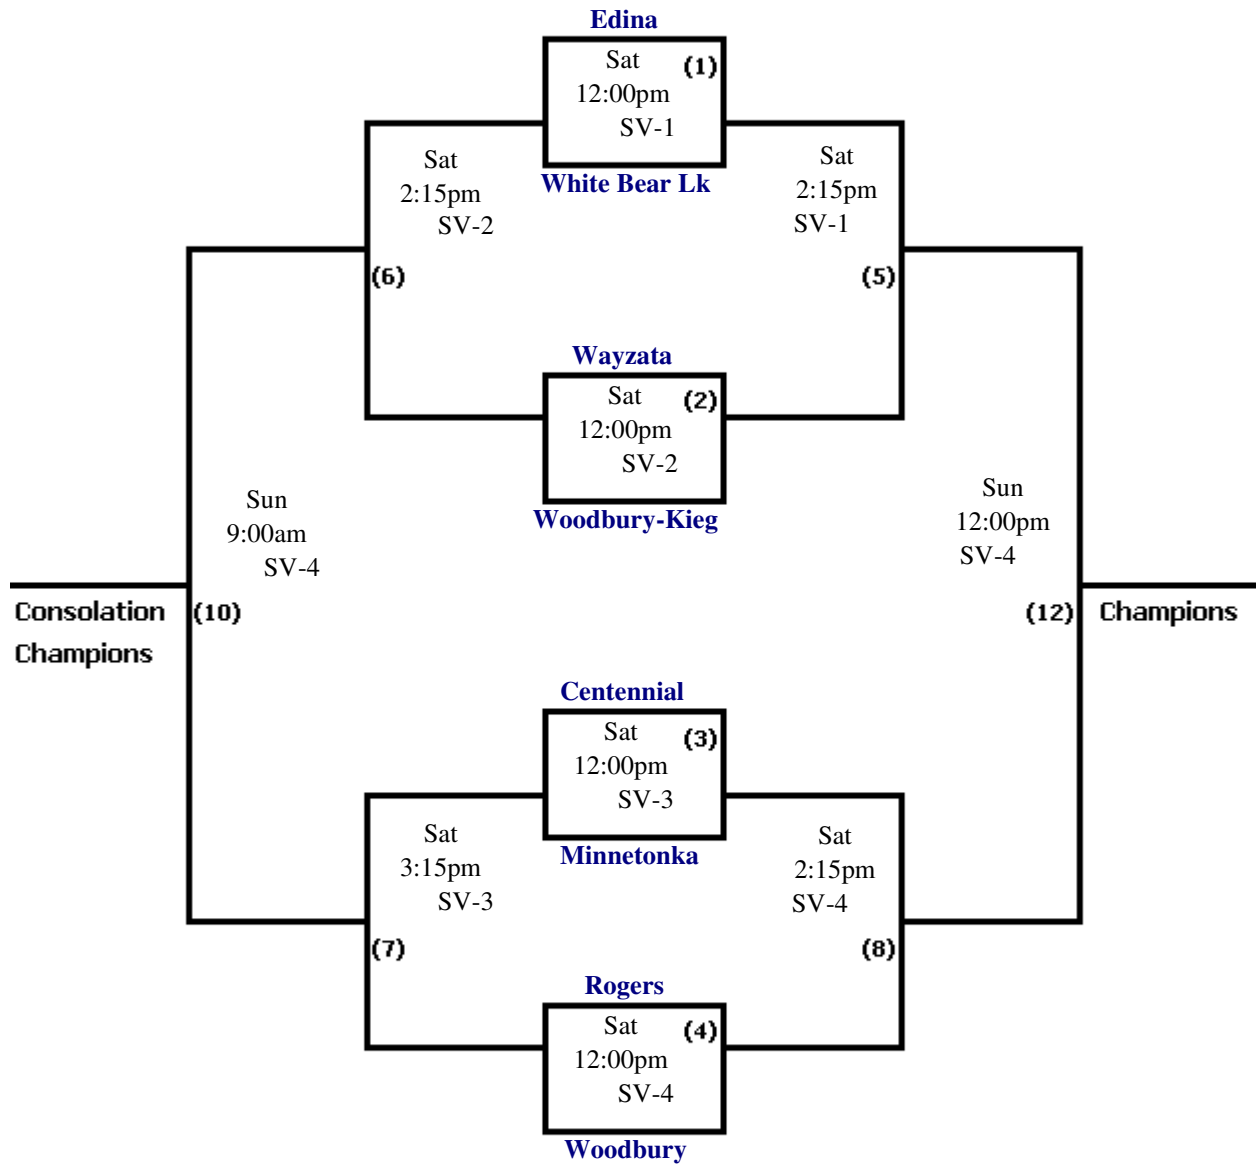 Edina
Sat (1)
12:00pm
SV-1
White Bear Lk
Sat
2:15pm
SV-2
(6)
Sat
2:15pm
SV-1
(5)
Wayzata
Sat (2)
12:00pm
SV-2
Woodbury-Kieg
Sun
9:00am
SV-4
(10)
Consolation
Champions
Sun
12:00pm
SV-4
(12)
Champions
Centennial
Sat (3)
12:00pm
SV-3
Minnetonka
Sat
3:15pm
SV-3
(7)
Sat
2:15pm
SV-4
(8)
Rogers
Sat (4)
12:00pm
SV-4
Woodbury